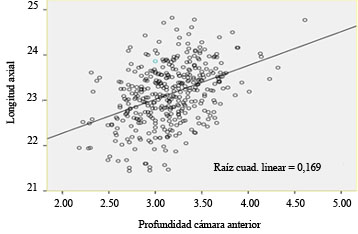 25
24
23
22
21
Longitud axial
Raíz cuad. linear = 0,169
2.00 2.50 3.00 3.50 4.00 4.50 5.00
Profundidad cámara anterior